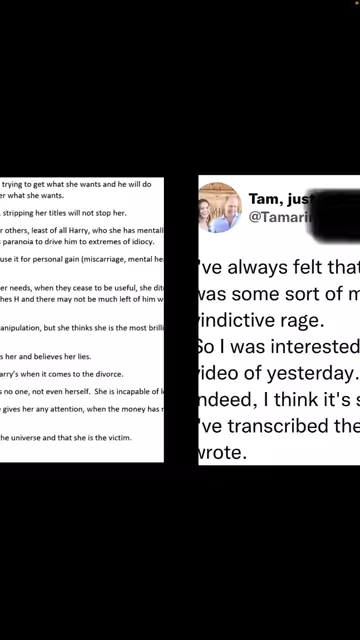 trying to get what she wants and he will do
er what she wants.
stripping her titles will not stop her.
r others, least of all Harry, who she has mentall
paranoia to drive him to extremes of idiocy.
use it for personal gain (miscarriage, mental he
er needs, when they cease to be useful, she dit
hes H and there may not be much left of him w
anipulation, but she thinks she is the most brilli
s her and believes her lies.
arry's when it comes to the divorce.
s no one, not even herself. She is incapable of l
gives her any attention, when the money has r
the universe and that she is the victim.
Tam, just
@Tamari
've always felt that
was some sort of m
vindictive rage.
So I was interested
video of yesterday.
ndeed, I think it's s
've transcribed the
wrote.